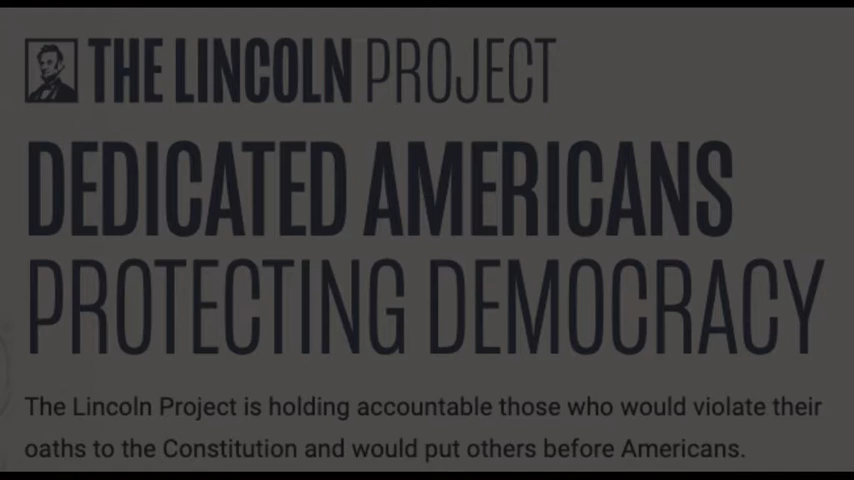 THE LINCOLN PROJECT
DEDICATED AMERICANS
PROTECTING DEMOCRACY
The Lincoln Project is holding accountable those who would violate their
oaths to the Constitution and would put others before Americans.